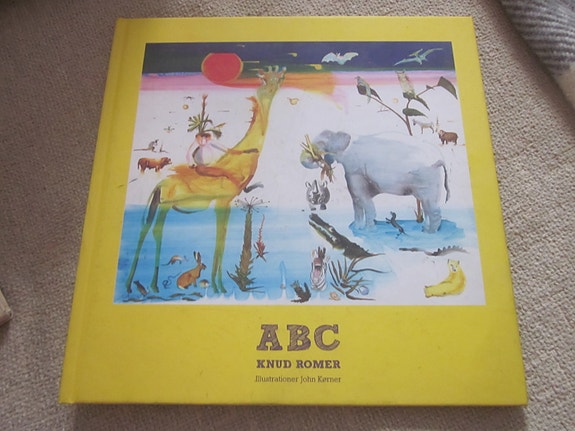 ABC
KNUD ROMER
Illustrationer John Kørner